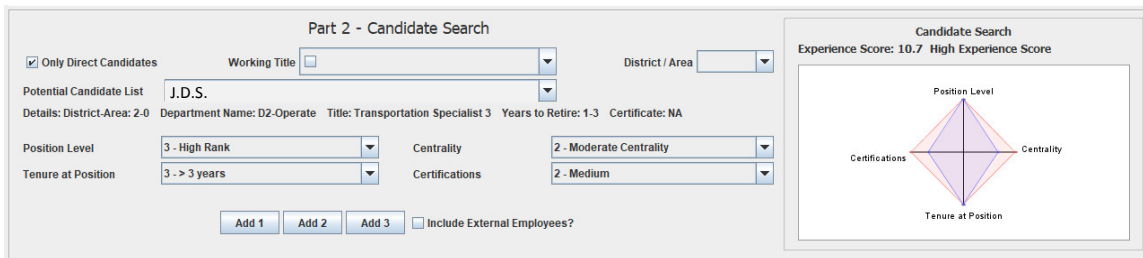 Part 2 - Candidate Search
Only Direct Candidates Working Title District / Area
Potential Candidate List J.D.S.
Details: District-Area: 2-0 Department Name: D2-Operate Title: Transportation Specialist 3 Years to Retire: 1-3 Certificate: NA
Position Level 3 - High Rank Centrality 2 - Moderate Centrality
Tenure at Position 3 - > 3 years Certifications 2 - Medium
Add 1 Add 2 Add 3 Include External Employees?
Candidate Search
Experience Score: 10.7 High Experience Score
Position Level
Certifications Centrality
Tenure at Position